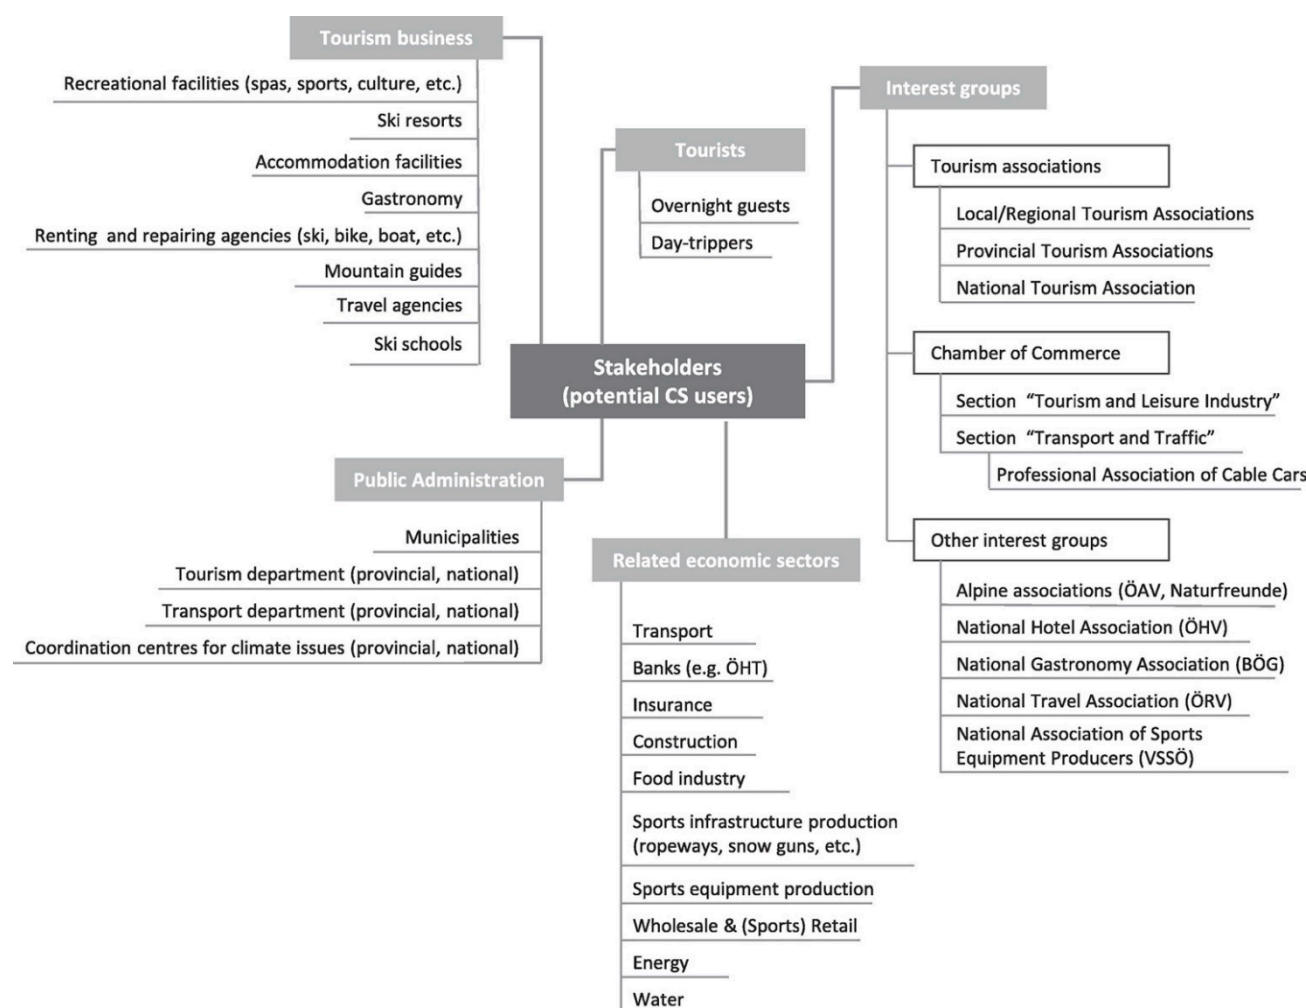 Tourism business
Recreational facilities (spas, sports, culture, etc.)
Ski resorts
Accommodation facilities
Gastronomy
Renting and repairing agencies (ski, bike, boat, etc.)
Mountain guides
Travel agencies
Ski schools
Tourists
Overnight guests
Day-trippers
Interest groups
Tourism associations
Local/Regional Tourism Associations
Provincial Tourism Associations
National Tourism Association
Chamber of Commerce
Section “Tourism and Leisure Industry”
Section “Transport and Traffic”
Professional Association of Cable Cars
Other interest groups
Alpine associations (ÖAV, Naturfreunde)
National Hotel Association (ÖHV)
National Gastronomy Association (BÖG)
National Travel Association (ÖRV)
National Association of Sports
Equipment Producers (VSSÖ)
Stakeholders
(potential CS users)
Public Administration
Municipalities
Tourism department (provincial, national)
Transport department (provincial, national)
Coordination centres for climate issues (provincial, national)
Related economic sectors
Transport
Banks (e.g. ÖHT)
Insurance
Construction
Food industry
Sports infrastructure production
(ropeways, snow guns, etc.)
Sports equipment production
Wholesale & (Sports) Retail
Energy
Water